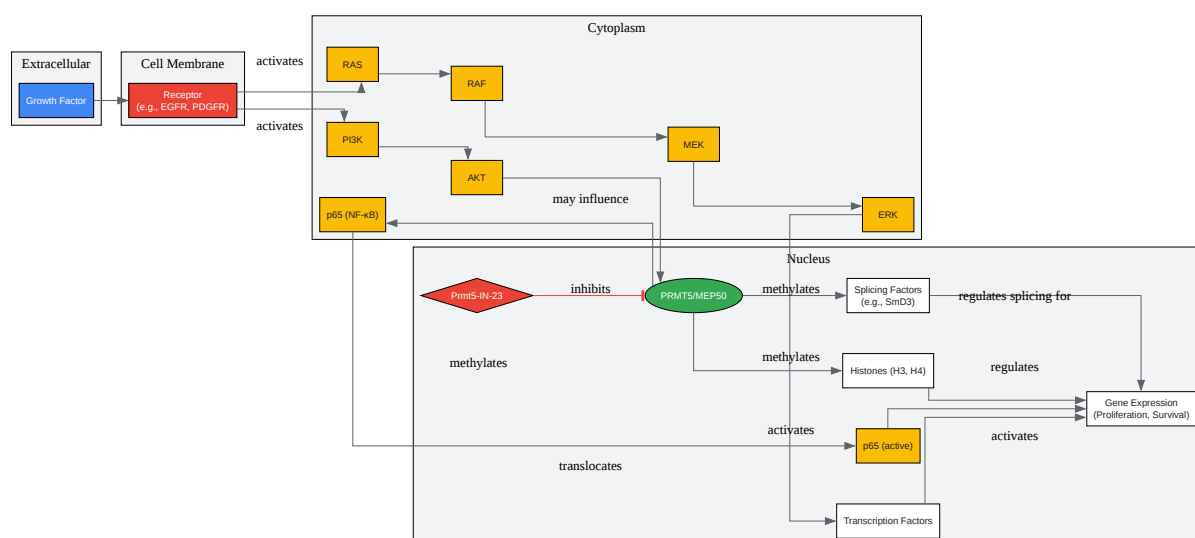 Cytoplasm
Extracellular
Cell Membrane
activates
RAS
RAF
Growth Factor
Receptor
(e.g., EGFR, PDGFR)
activates
PI3K
MEK
AKT
may influence
p65 (NF-κB)
ERK
Nucleus
Prmt5-IN-23
inhibits
PRMT5/MEP50
methylates
Splicing Factors
(e.g., SmD3)
regulates splicing for
methylates
methylates
Histones (H3, H4)
regulates
Gene Expression
(Proliferation, Survival)
activates
p65 (active)
activates
translocates
Transcription Factors